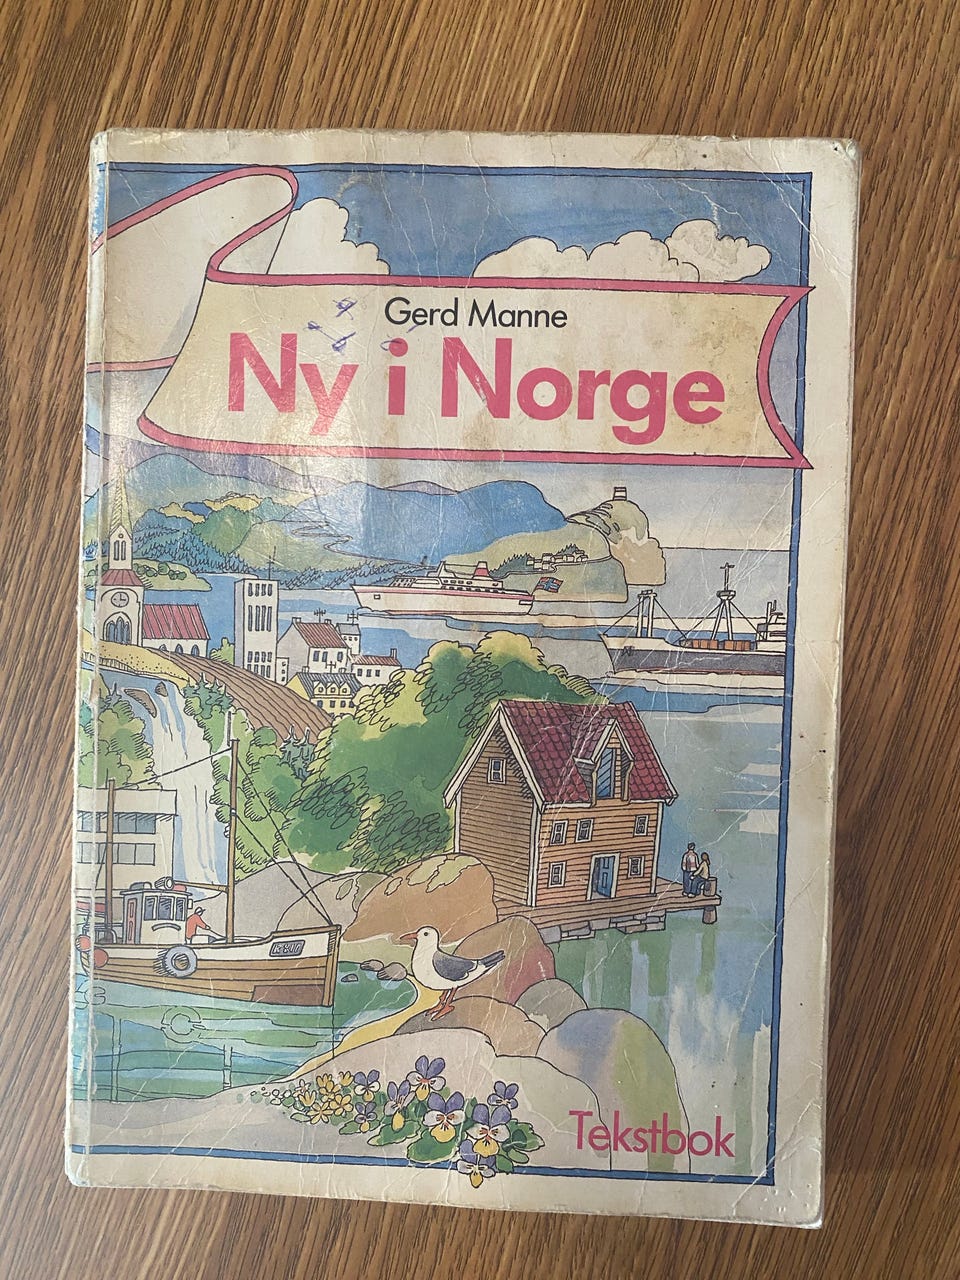 Gerd Manne
Ny i Norge
Tekstbok